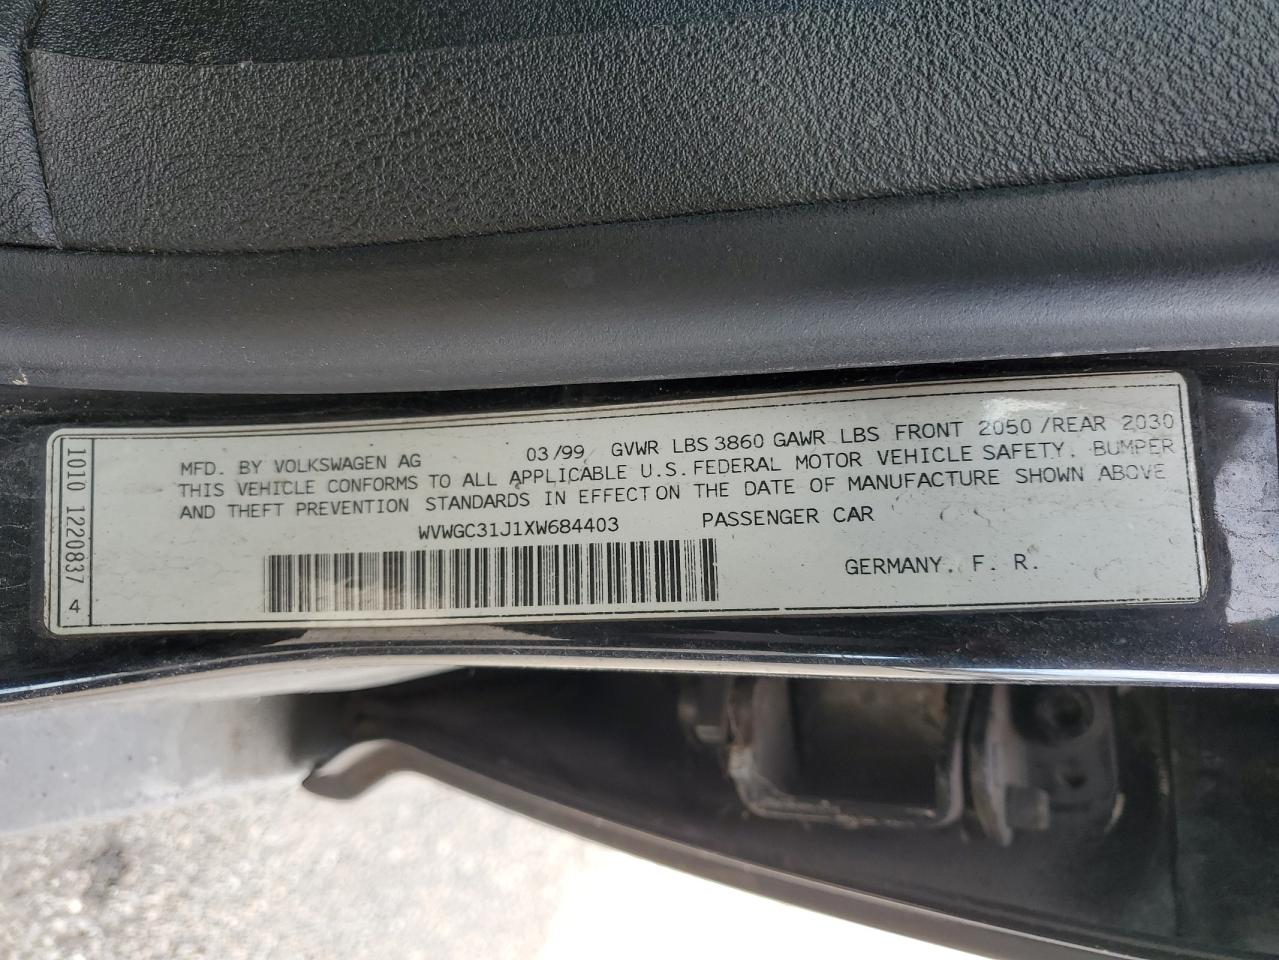 MFD. BY VOLKSWAGEN AG 03/99 GVWR LBS 3860 GAWR LBS FRONT 2050 /REAR 2030
THIS VEHICLE CONFORMS TO ALL APPLICABLE U.S. FEDERAL MOTOR VEHICLE SAFETY. BUMPER
AND THEFT PREVENTION STANDARDS IN EFFECT ON THE DATE OF MANUFACTURE SHOWN ABOVE
WVWGC31J1XW684403 PASSENGER CAR
GERMANY. F. R.
1010 1220837 4